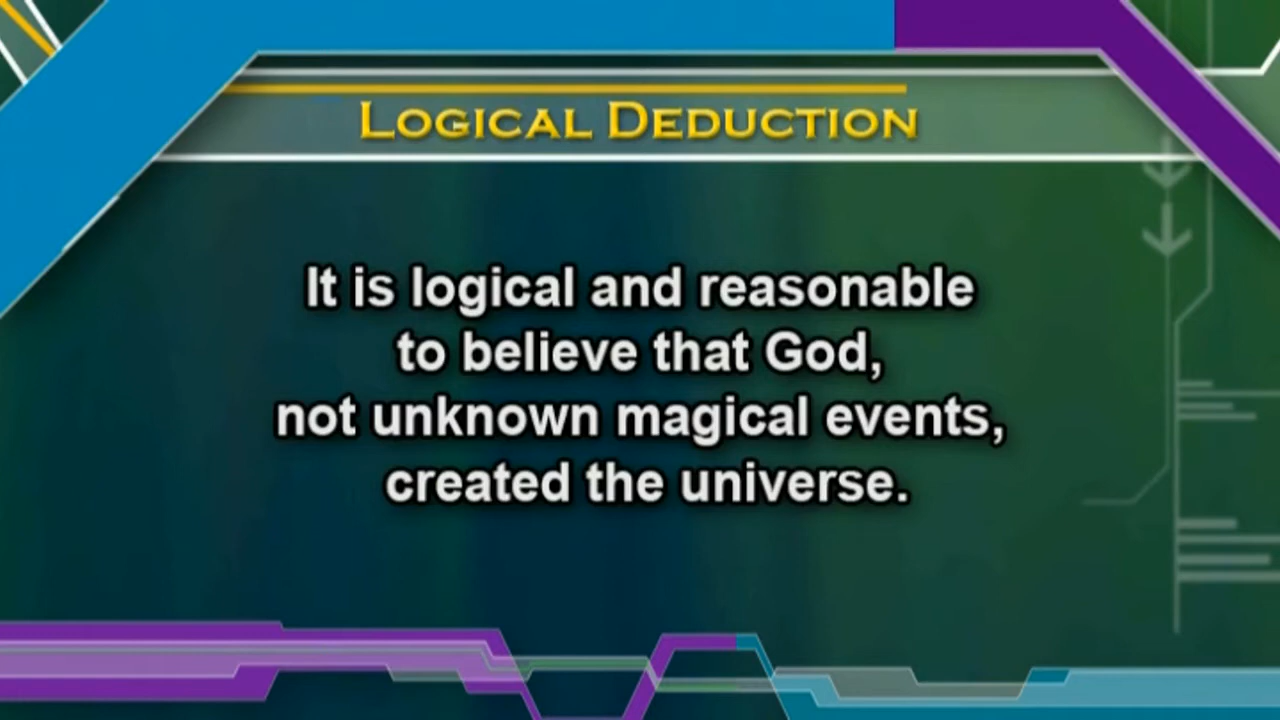 Logical Deduction
It is logical and reasonable
to believe that God,
not unknown magical events,
created the universe.